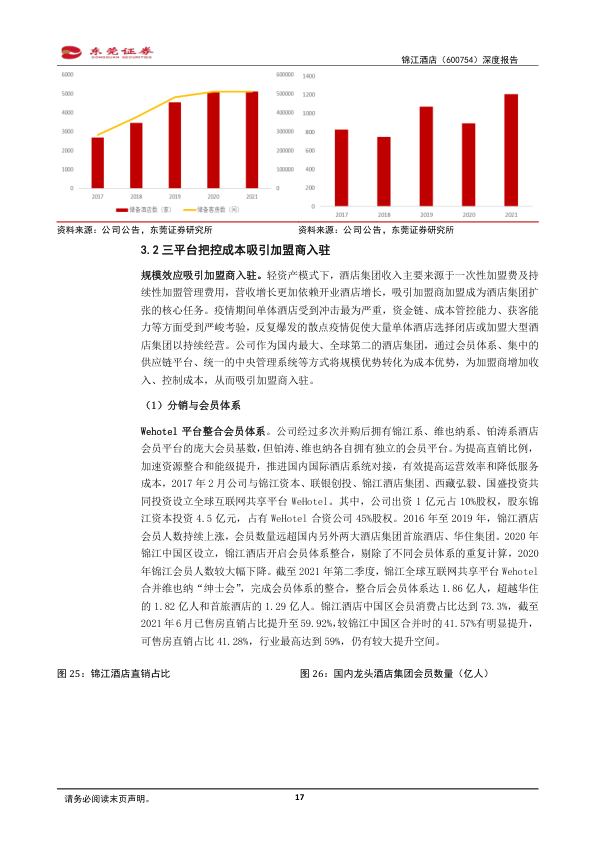 东莞证券
DONGGUAN SECURITIES
锦江酒店（600754）深度报告
6000
5000
4000
3000
2000
1000
0
600000
500000
400000
300000
200000
100000
0
2017 2018 2019 2020 2021
储备酒店数（家） 储备客房数（间）
1400
1200
1000
800
600
400
200
0
2017 2018 2019 2020 2021
资料来源：公司公告，东莞证券研究所
资料来源：公司公告，东莞证券研究所
3.2 三平台把控成本吸引加盟商入驻
规模效应吸引加盟商入驻。轻资产模式下，酒店集团收入主要来源于一次性加盟费及持
续性加盟管理费用，营收增长更加依赖开业酒店增长，吸引加盟商加盟成为酒店集团扩
张的核心任务。疫情期间单体酒店受到冲击最为严重，资金链、成本管控能力、获客能
力等方面受到严峻考验，反复爆发的散点疫情促使大量单体酒店选择闭店或加盟大型酒
店集团以持续经营。公司作为国内最大、全球第二的酒店集团，通过会员体系、集中的
供应链平台、统一的中央管理系统等方式将规模优势转化为成本优势，为加盟商增加收
入、控制成本，从而吸引加盟商入驻。
（1）分销与会员体系
Wehotel 平台整合会员体系。公司经过多次并购后拥有锦江系、维也纳系、铂涛系酒店
会员平台的庞大会员基数，但铂涛、维也纳各自拥有独立的会员平台。为提高直销比例，
加速资源整合和能级提升，推进国内国际酒店系统对接，有效提高运营效率和降低服务
成本，2017 年 2 月公司与锦江资本、联银创投、锦江酒店集团、西藏弘毅、国盛投资共
同投资设立全球互联网共享平台 WeHotel。其中，公司出资 1 亿元占 10%股权，股东锦
江资本投资 4.5 亿元，占有 WeHotel 合资公司 45%股权。2016 年至 2019 年，锦江酒店
会员人数持续上涨，会员数量远超国内另外两大酒店集团首旅酒店、华住集团。2020 年
锦江中国区设立，锦江酒店开启会员体系整合，剔除了不同会员体系的重复计算，2020
年锦江会员人数较大幅下降。截至 2021 年第二季度，锦江全球互联网共享平台 Wehotel
合并维也纳“绅士会”，完成会员体系的整合，整合后会员体系达 1.86 亿人，超越华住
的 1.82 亿人和首旅酒店的 1.29 亿人。锦江酒店中国区会员消费占比达到 73.3%，截至
2021 年 6 月已售房直销占比提升至 59.92%，较锦江中国区合并时的 41.57%有明显提升，
可售房直销占比 41.28%，行业最高达到 59%，仍有较大提升空间。
图 25：锦江酒店直销占比
图 26：国内龙头酒店集团会员数量（亿人）
请务必阅读末页声明。
17